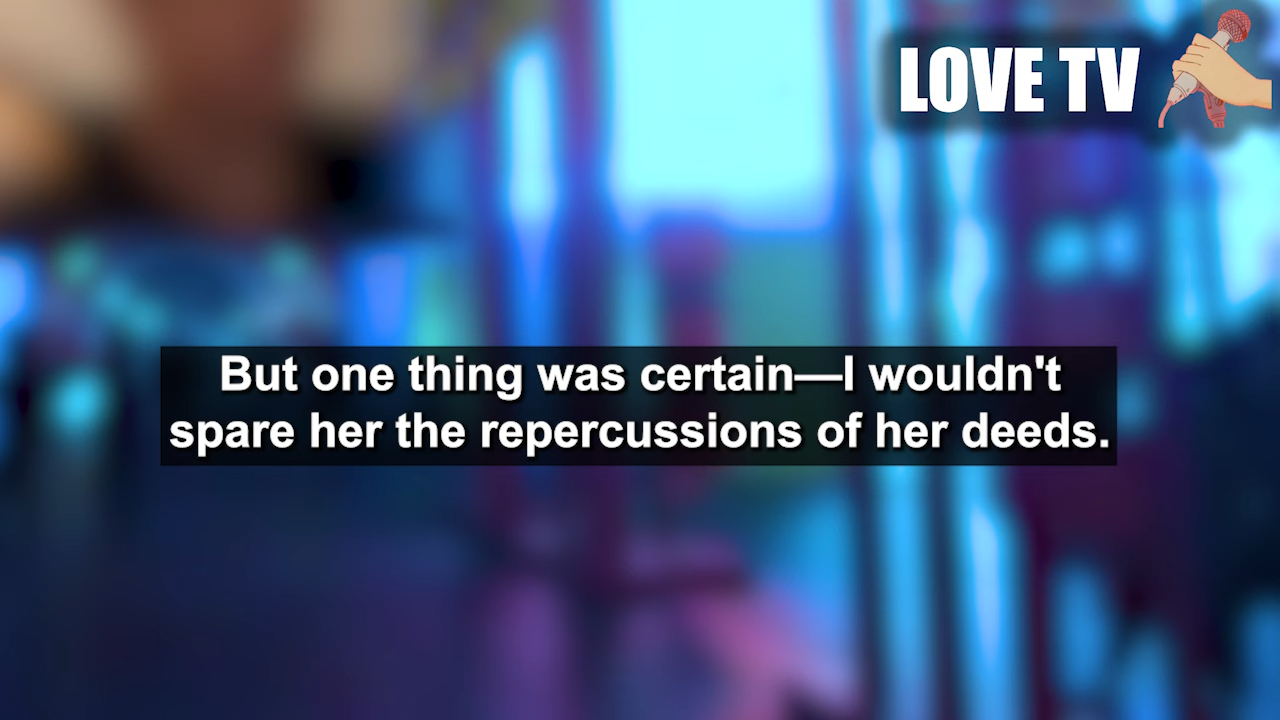 LOVE TV
But one thing was certain—I wouldn't
spare her the repercussions of her deeds.